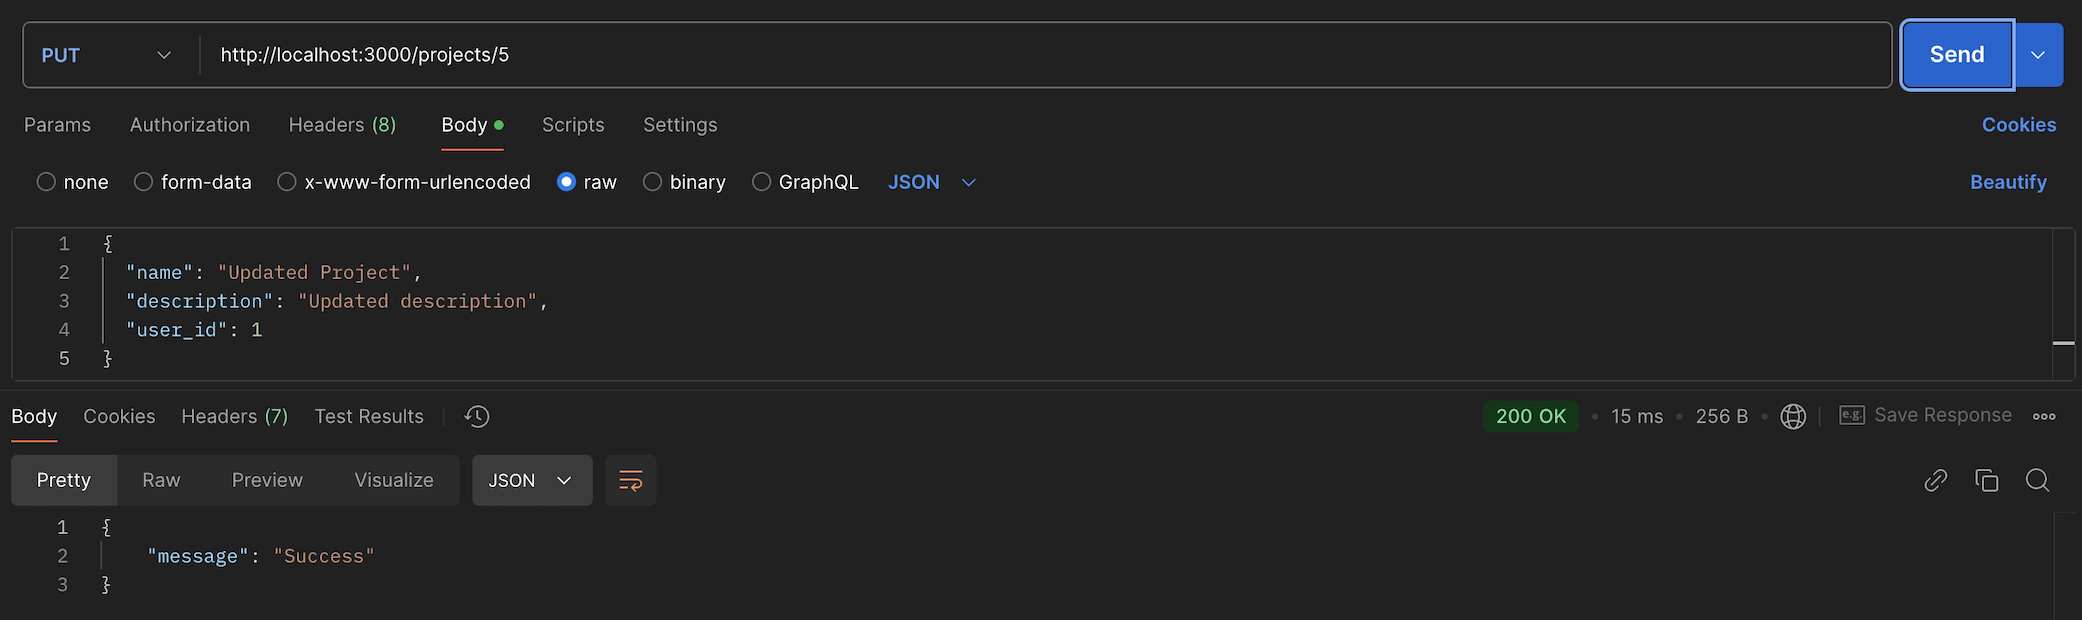 PUT http://localhost:3000/projects/5 Send
Params Authorization Headers (8) Body Scripts Settings Cookies
none form-data x-www-form-urlencoded raw binary GraphQL JSON Beautify
1 {
2 "name": "Updated Project",
3 "description": "Updated description",
4 "user_id": 1
5 }
Body Cookies Headers (7) Test Results 200 OK • 15 ms • 256 B • e.g. Save Response
Pretty Raw Preview Visualize JSON
1 {
2 "message": "Success"
3 }